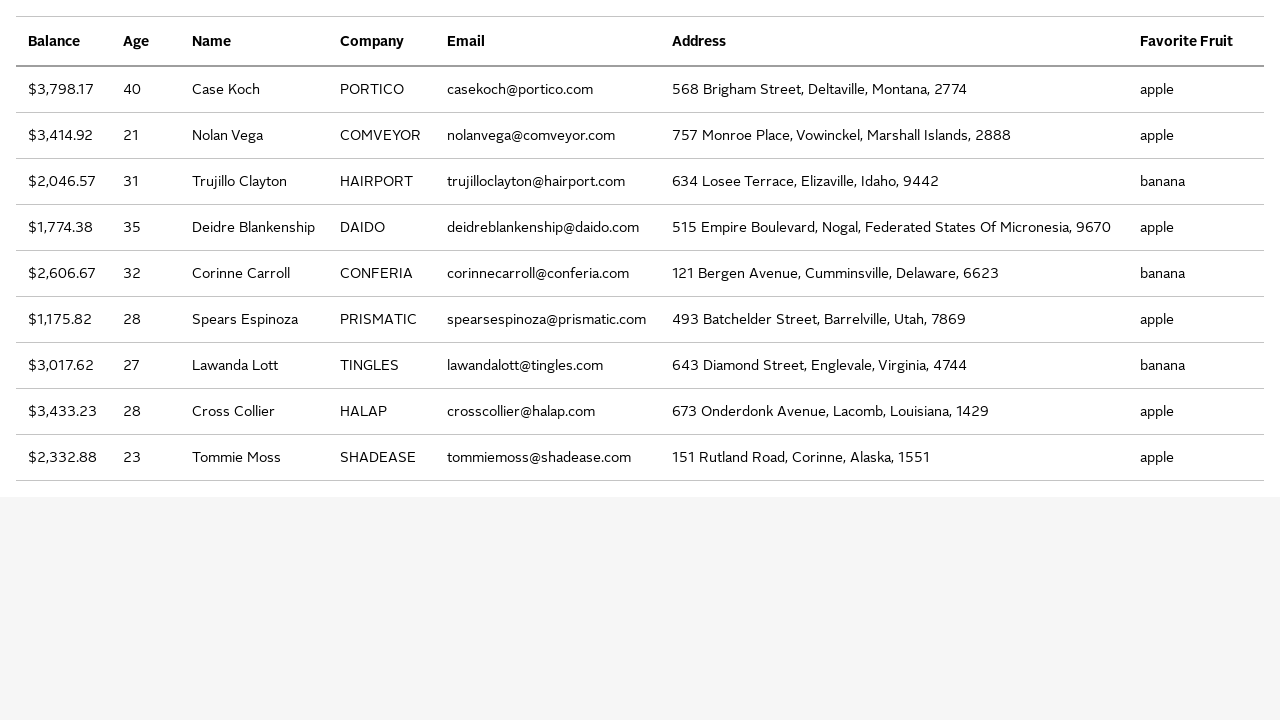 Balance Age Name Company Email Address Favorite Fruit
$3,798.17 40 Case Koch PORTICO casekoch@portico.com 568 Brigham Street, Deltaville, Montana, 2774 apple
$3,414.92 21 Nolan Vega COMVEYOR nolanvega@comveyor.com 757 Monroe Place, Vowinckel, Marshall Islands, 2888 apple
$2,046.57 31 Trujillo Clayton HAIRPORT trujilloclayton@hairport.com 634 Losee Terrace, Elizaville, Idaho, 9442 banana
$1,774.38 35 Deidre Blankenship DAIDO deidreblankenship@daido.com 515 Empire Boulevard, Nogal, Federated States Of Micronesia, 9670 apple
$2,606.67 32 Corinne Carroll CONFERIA corinnecarroll@conferia.com 121 Bergen Avenue, Cumminsville, Delaware, 6623 banana
$1,175.82 28 Spears Espinoza PRISMATIC spearsespinoza@prismatic.com 493 Batchelder Street, Barrelville, Utah, 7869 apple
$3,017.62 27 Lawanda Lott TINGLES lawandalott@tingles.com 643 Diamond Street, Englevale, Virginia, 4744 banana
$3,433.23 28 Cross Collier HALAP crosscollier@halap.com 673 Onderdonk Avenue, Lacomb, Louisiana, 1429 apple
$2,332.88 23 Tommie Moss SHADEASE tommiemoss@shadease.com 151 Rutland Road, Corinne, Alaska, 1551 apple